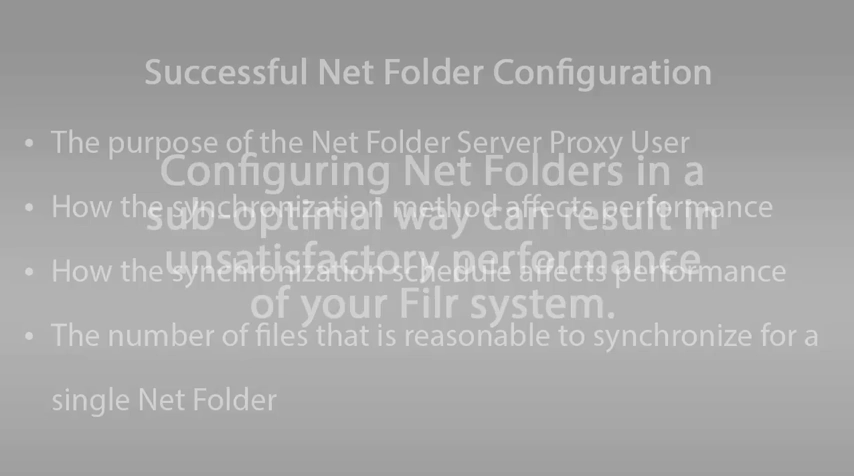 Successful Net Folder Configuration
• The purpose of the Net Folder Server Proxy User
Configuring Net Folders in a
• How the synchronization method affects performance
sub-optimal way can result in
unsatisfactory performance
• How the synchronization schedule affects performance
of your Filr system.
• The number of files that is reasonable to synchronize for a
single Net Folder